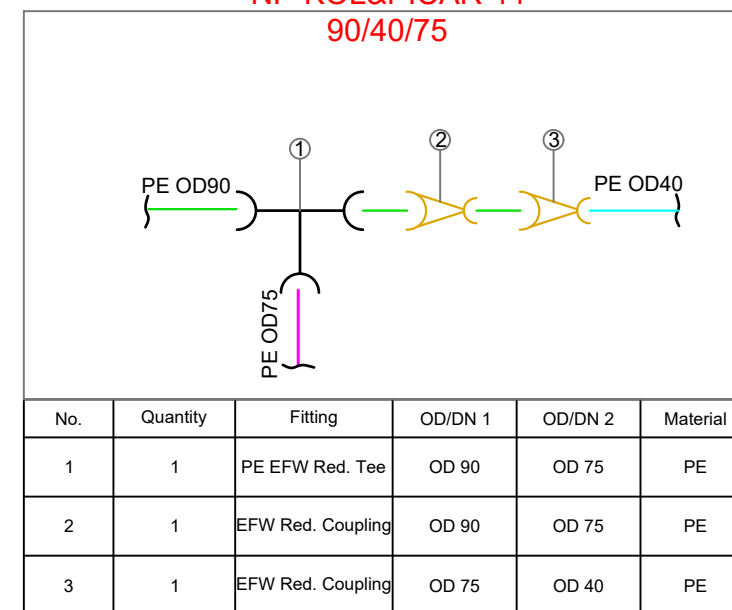 90/40/75
1
2
3
PE OD90
PE OD40
PE OD75
No. Quantity Fitting OD/DN 1 OD/DN 2 Material
1 1 PE EFW Red. Tee OD 90 OD 75 PE
2 1 EFW Red. Coupling OD 90 OD 75 PE
3 1 EFW Red. Coupling OD 75 OD 40 PE